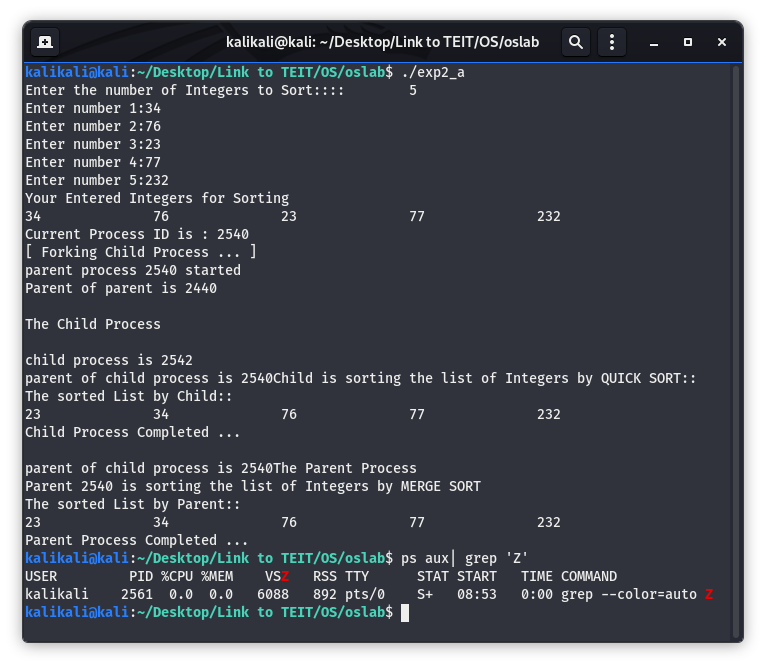 kalikali@kali: ~/Desktop/Link to TEIT/OS/oslab
kalikali@kali:~/Desktop/Link to TEIT/OS/oslab$ ./exp2_a
Enter the number of Integers to Sort:::: 5
Enter number 1:34
Enter number 2:76
Enter number 3:23
Enter number 4:77
Enter number 5:232
Your Entered Integers for Sorting
34 76 23 77 232
Current Process ID is : 2540
[ Forking Child Process ... ]
parent process 2540 started
Parent of parent is 2440
The Child Process
child process is 2542
parent of child process is 2540Child is sorting the list of Integers by QUICK SORT::
The sorted List by Child::
23 34 76 77 232
Child Process Completed ...
parent of child process is 2540The Parent Process
Parent 2540 is sorting the list of Integers by MERGE SORT
The sorted List by Parent::
23 34 76 77 232
Parent Process Completed ...
kalikali@kali:~/Desktop/Link to TEIT/OS/oslab$ ps aux| grep 'Z'
USER PID %CPU %MEM VSZ RSS TTY STAT START TIME COMMAND
kalikali 2561 0.0 0.0 6088 892 pts/0 S+ 08:53 0:00 grep --color=auto Z
kalikali@kali:~/Desktop/Link to TEIT/OS/oslab$